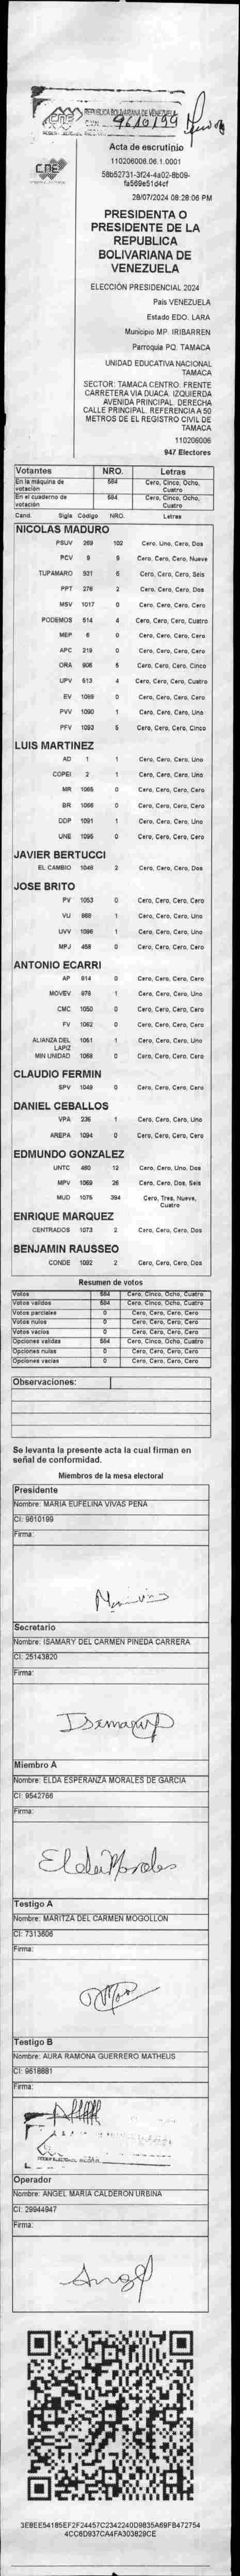 CNE
REPUBLICA BOLIVARIANA DE VENEZUELA
9610199
CNE
Acta de escrutinio
110206006.06.1.0001
58b52731-3f24-4a02-8b09-
fa569e51d4cf
28/07/2024 08:28:06 PM
PRESIDENTA O
PRESIDENTE DE LA
REPUBLICA
BOLIVARIANA DE
VENEZUELA
ELECCIÓN PRESIDENCIAL 2024
País VENEZUELA
Estado EDO. LARA
Municipio MP. IRIBARREN
Parroquia PQ. TAMACA
UNIDAD EDUCATIVA NACIONAL
TAMACA
SECTOR: TAMACA CENTRO. FRENTE
CARRETERA VIA DUACA. IZQUIERDA
AVENIDA PRINCIPAL. DERECHA
CALLE PRINCIPAL. REFERENCIA A 50
METROS DE EL REGISTRO CIVIL DE
TAMACA
110206006
947 Electores
Votantes NRO. Letras
En la máquina de votación 584 Cero, Cinco, Ocho, Cuatro
En el cuaderno de votación 584 Cero, Cinco, Ocho, Cuatro
Cand. Sigla Código NRO. Letras
NICOLAS MADURO
PSUV 269 102 Cero, Uno, Cero, Dos
PCV 9 9 Cero, Cero, Cero, Nueve
TUPAMARO 931 6 Cero, Cero, Cero, Seis
PPT 276 2 Cero, Cero, Cero, Dos
MSV 1017 0 Cero, Cero, Cero, Cero
PODEMOS 514 4 Cero, Cero, Cero, Cuatro
MEP 6 0 Cero, Cero, Cero, Cero
APC 219 0 Cero, Cero, Cero, Cero
ORA 906 5 Cero, Cero, Cero, Cinco
UPV 513 4 Cero, Cero, Cero, Cuatro
EV 1089 0 Cero, Cero, Cero, Cero
PVV 1090 1 Cero, Cero, Cero, Uno
PFV 1093 5 Cero, Cero, Cero, Cinco
LUIS MARTINEZ
AD 1 1 Cero, Cero, Cero, Uno
COPEI 2 1 Cero, Cero, Cero, Uno
MR 1065 0 Cero, Cero, Cero, Cero
BR 1066 0 Cero, Cero, Cero, Cero
DDP 1091 1 Cero, Cero, Cero, Uno
UNE 1095 0 Cero, Cero, Cero, Cero
JAVIER BERTUCCI
EL CAMBIO 1048 2 Cero, Cero, Cero, Dos
JOSE BRITO
PV 1053 0 Cero, Cero, Cero, Cero
VU 868 1 Cero, Cero, Cero, Uno
UVV 1096 1 Cero, Cero, Cero, Uno
MPJ 458 0 Cero, Cero, Cero, Cero
ANTONIO ECARRI
AP 814 0 Cero, Cero, Cero, Cero
MOVEV 978 1 Cero, Cero, Cero, Uno
CMC 1050 0 Cero, Cero, Cero, Cero
FV 1062 0 Cero, Cero, Cero, Cero
ALIANZA DEL LAPIZ 1061 1 Cero, Cero, Cero, Uno
MIN UNIDAD 1068 0 Cero, Cero, Cero, Cero
CLAUDIO FERMIN
SPV 1049 0 Cero, Cero, Cero, Cero
DANIEL CEBALLOS
VPA 236 1 Cero, Cero, Cero, Uno
AREPA 1094 0 Cero, Cero, Cero, Cero
EDMUNDO GONZALEZ
UNTC 460 12 Cero, Cero, Uno, Dos
MPV 1069 26 Cero, Cero, Dos, Seis
MUD 1075 394 Cero, Tres, Nueve, Cuatro
ENRIQUE MARQUEZ
CENTRADOS 1073 2 Cero, Cero, Cero, Dos
BENJAMIN RAUSSEO
CONDE 1092 2 Cero, Cero, Cero, Dos
Resumen de votos
Votos 584 Cero, Cinco, Ocho, Cuatro
Votos validos 584 Cero, Cinco, Ocho, Cuatro
Votos parciales 0 Cero, Cero, Cero, Cero
Votos nulos 0 Cero, Cero, Cero, Cero
Votos vacios 0 Cero, Cero, Cero, Cero
Opciones validas 584 Cero, Cinco, Ocho, Cuatro
Opciones nulas 0 Cero, Cero, Cero, Cero
Opciones vacias 0 Cero, Cero, Cero, Cero
Observaciones:
Se levanta la presente acta la cual firman en
señal de conformidad.
Miembros de la mesa electoral
Presidente
Nombre: MARIA EUFELINA VIVAS PEÑA
CI: 9610199
Firma:
Secretario
Nombre: ISAMARY DEL CARMEN PINEDA CARRERA
CI: 25143820
Firma:
Isamaryp
Miembro A
Nombre: ELDA ESPERANZA MORALES DE GARCIA
CI: 9542766
Firma:
Elda Morales
Testigo A
Nombre: MARITZA DEL CARMEN MOGOLLON
CI: 7313606
Firma:
Testigo B
Nombre: AURA RAMONA GUERRERO MATHEUS
CI: 9618881
Firma:
Operador
Nombre: ANGEL MARIA CALDERON URBINA
CI: 29944947
Firma:
Angel
3E8EE54185EF2F24457C2342240D9835A69FB472754
4CC6D937CA4FA303829CE